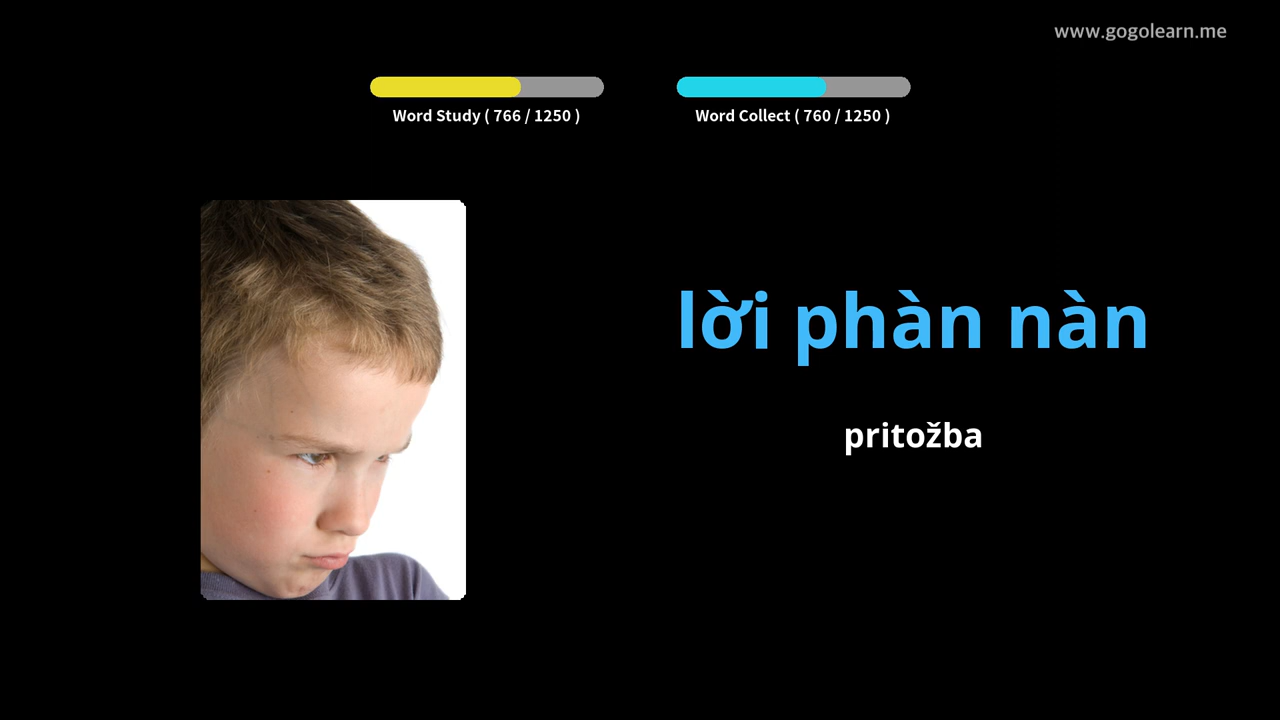 www.gogolearn.me
Word Study ( 766 / 1250 )
Word Collect ( 760 / 1250 )
lời phàn nàn
pritožba